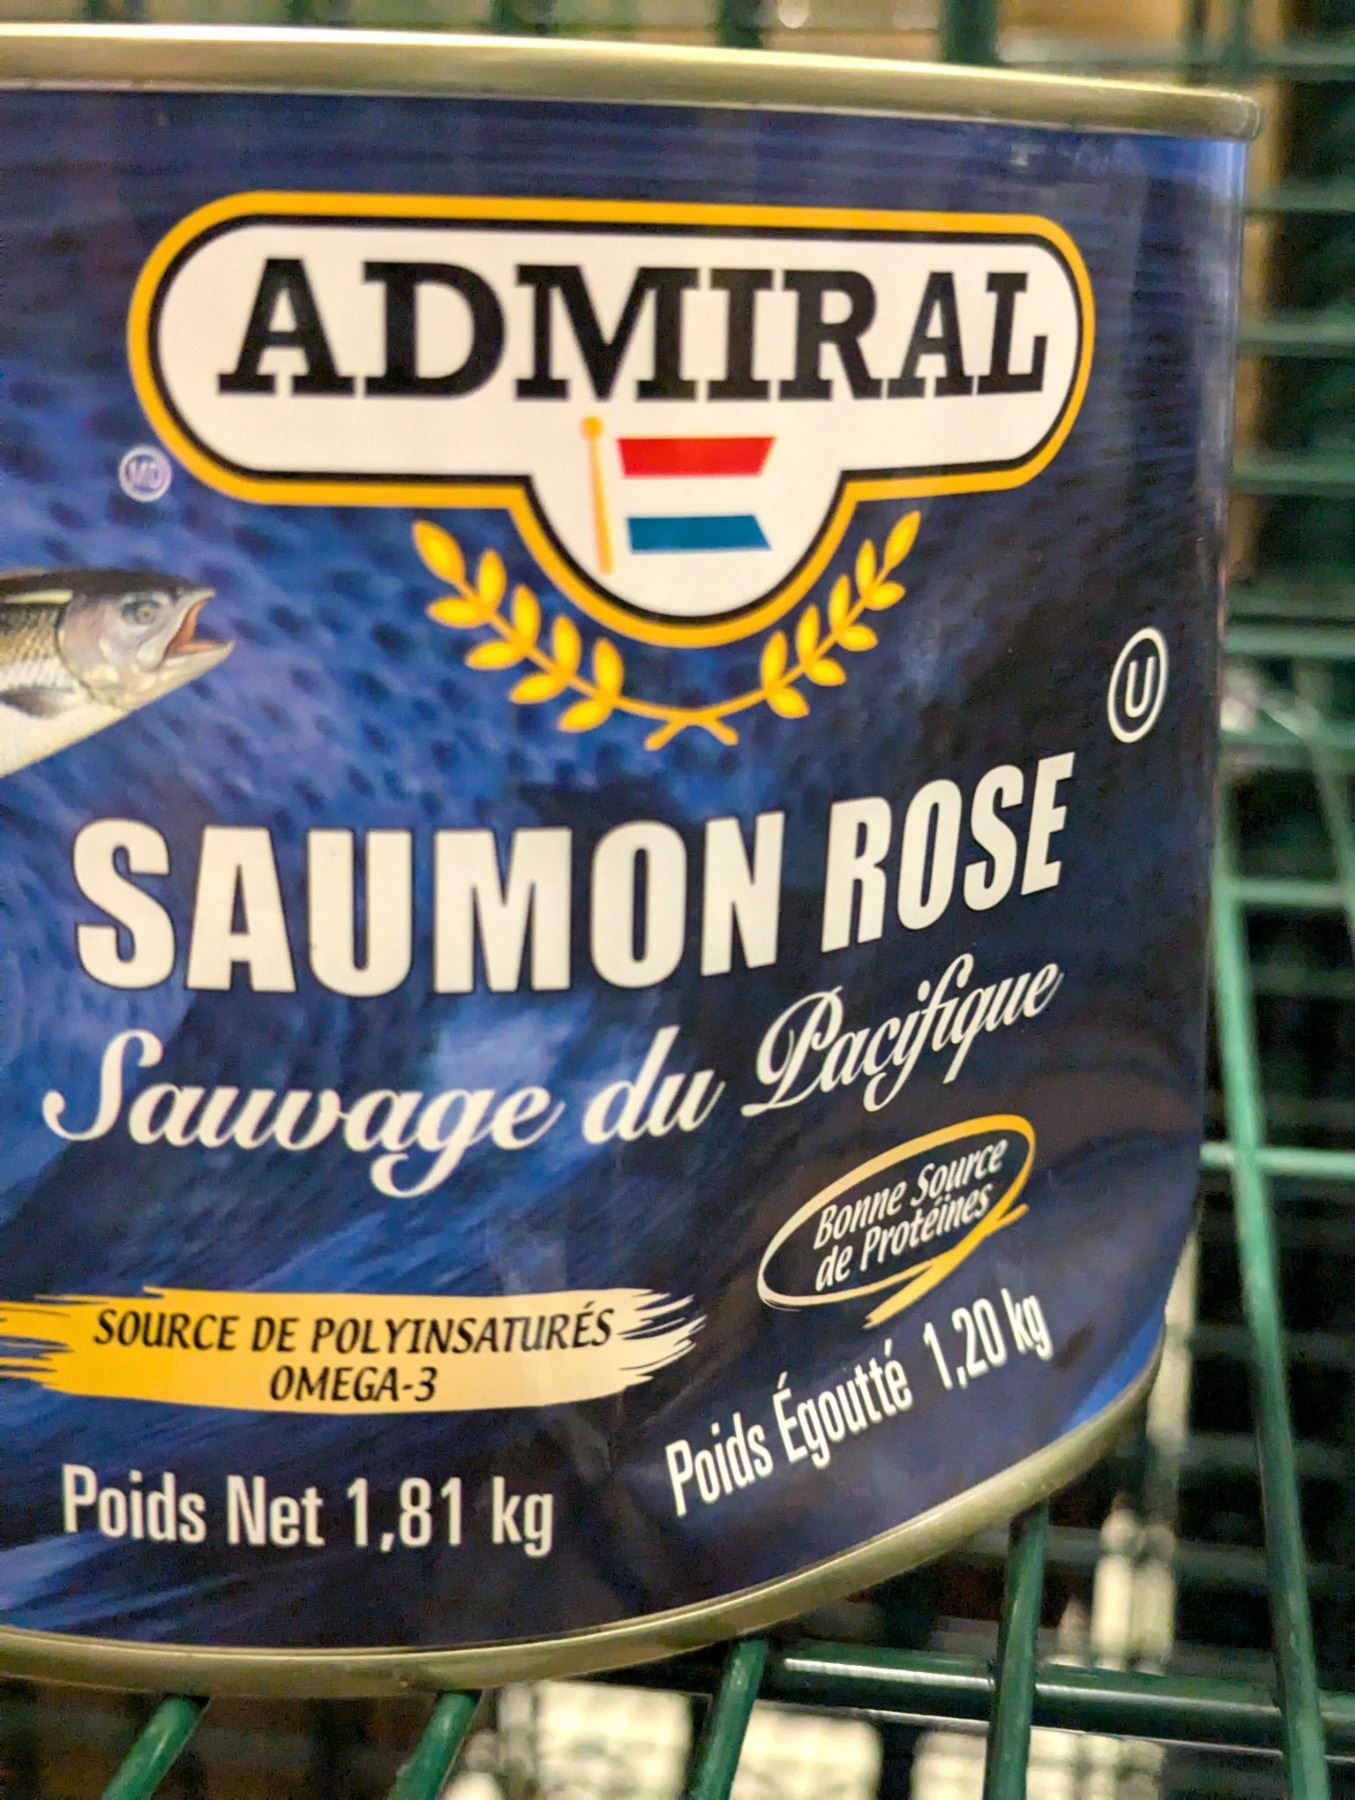 ADMIRAL
MD
U
SAUMON ROSE
Sauvage du Pacifique
Bonne Source
de Protéines
SOURCE DE POLYINSATURÉS
OMEGA-3
Poids Net 1,81 kg
Poids Égoutté 1,20 kg